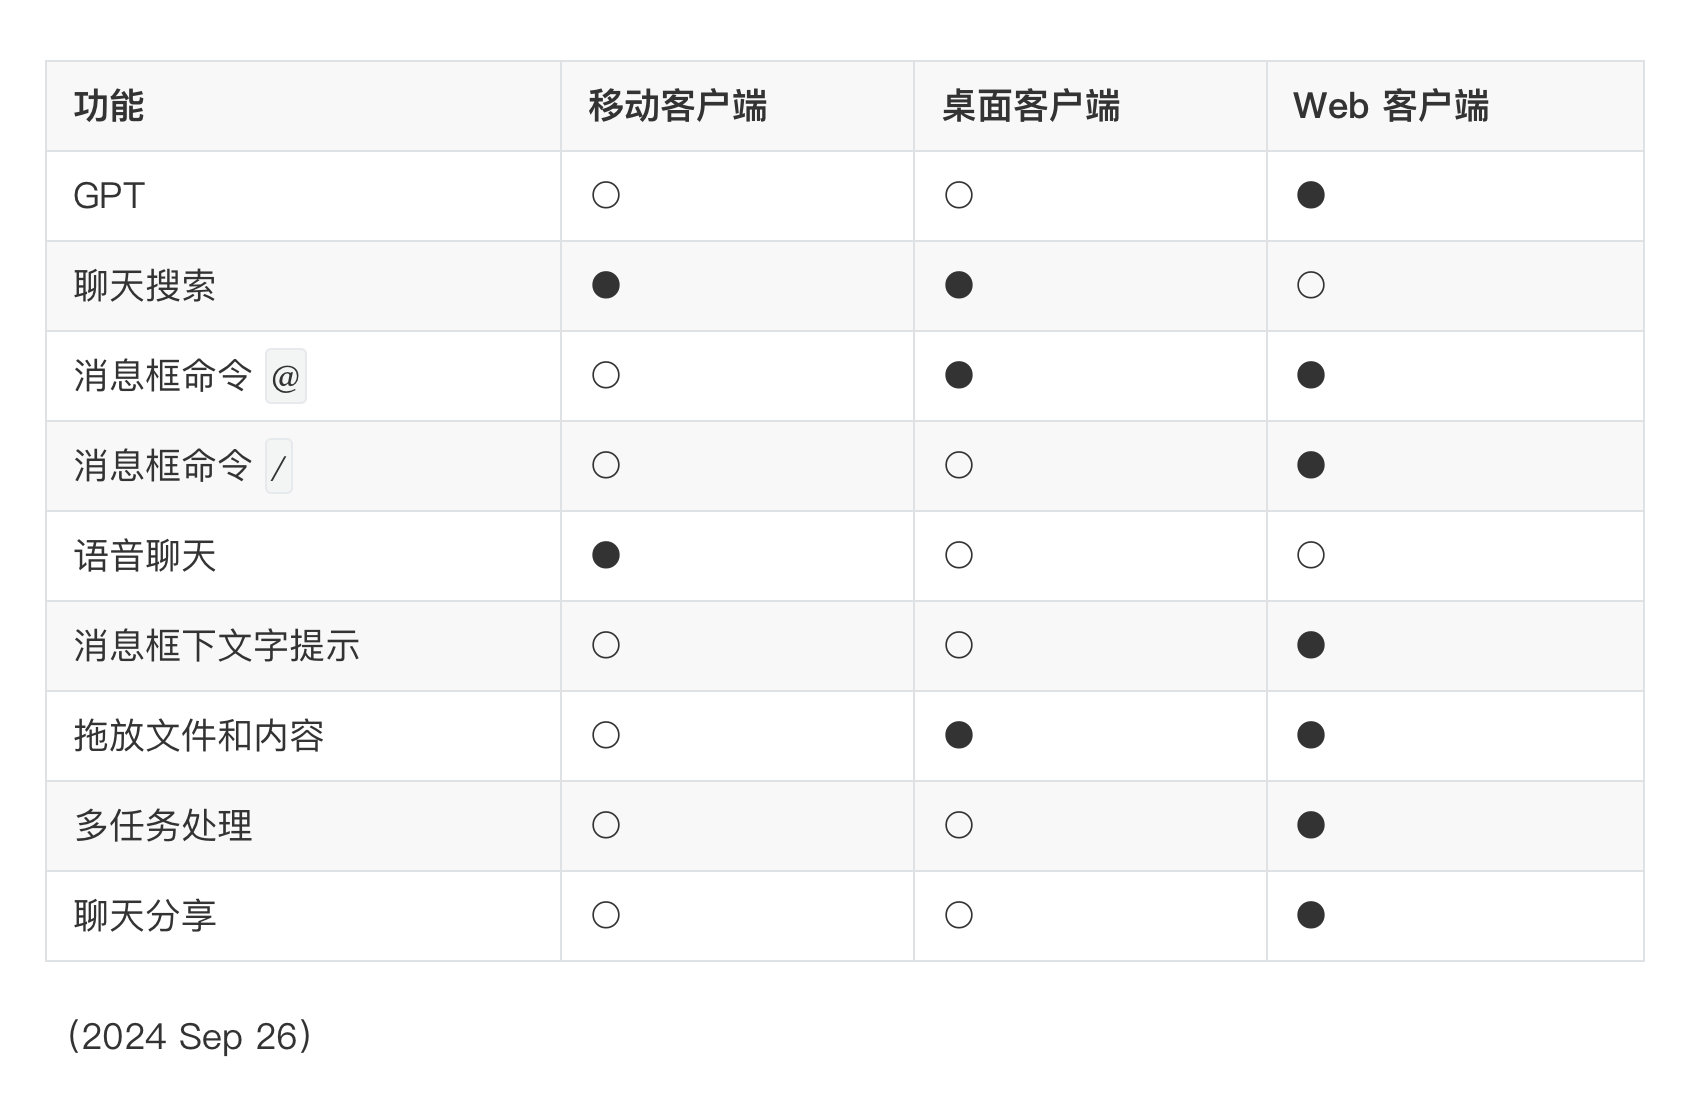 功能 移动客户端 桌面客户端 Web 客户端
GPT ○ ○ ●
聊天搜索 ● ● ○
消息框命令 @ ○ ● ●
消息框命令 / ○ ○ ●
语音聊天 ● ○ ○
消息框下文字提示 ○ ○ ●
拖放文件和内容 ○ ● ●
多任务处理 ○ ○ ●
聊天分享 ○ ○ ●
(2024 Sep 26)